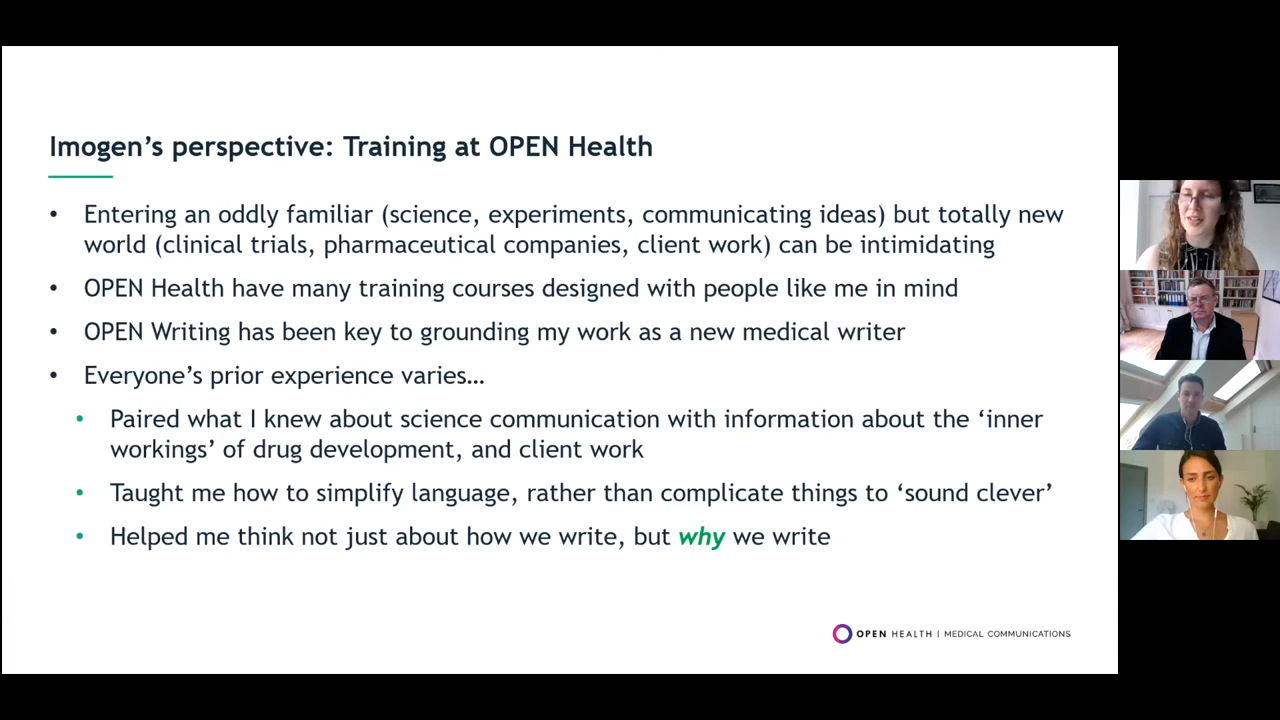 Imogen’s perspective: Training at OPEN Health
• Entering an oddly familiar (science, experiments, communicating ideas) but totally new
world (clinical trials, pharmaceutical companies, client work) can be intimidating
• OPEN Health have many training courses designed with people like me in mind
• OPEN Writing has been key to grounding my work as a new medical writer
• Everyone’s prior experience varies…
• Paired what I knew about science communication with information about the ‘inner
workings’ of drug development, and client work
• Taught me how to simplify language, rather than complicate things to ‘sound clever’
• Helped me think not just about how we write, but why we write
OPEN HEALTH | MEDICAL COMMUNICATIONS